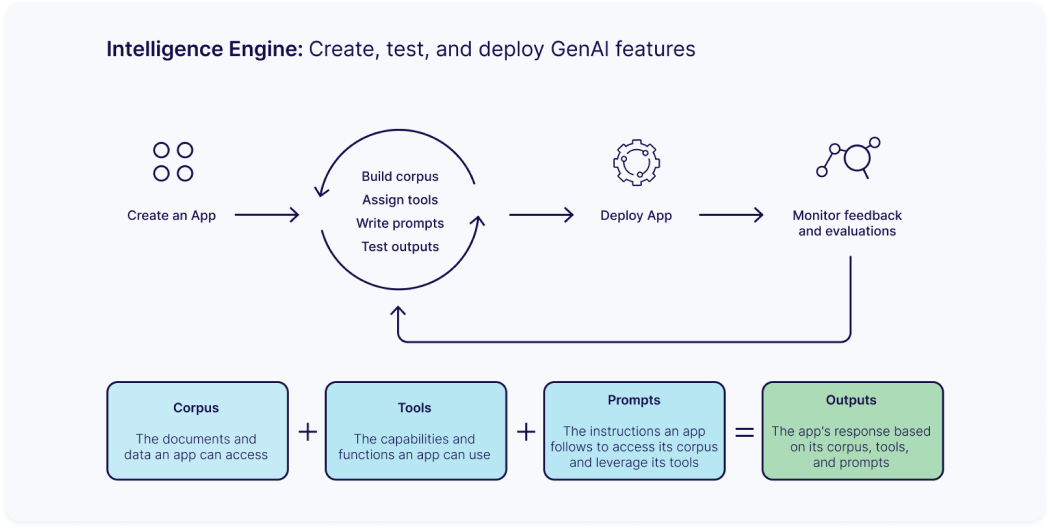 Intelligence Engine: Create, test, and deploy GenAI features
Create an App
Build corpus
Assign tools
Write prompts
Test outputs
Deploy App
Monitor feedback
and evaluations
Corpus
The documents and
data an app can access
+
Tools
The capabilities and
functions an app can use
+
Prompts
The instructions an app
follows to access its corpus
and leverage its tools
=
Outputs
The app's response based
on its corpus, tools,
and prompts